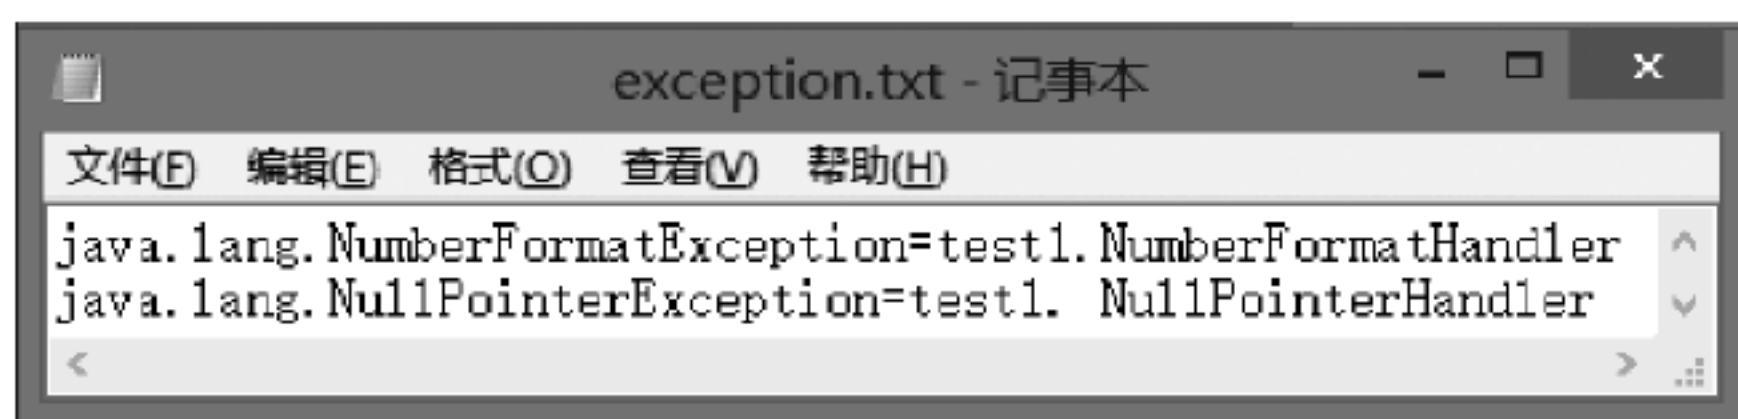 exception.txt - 记事本
文件(F) 编辑(E) 格式(O) 查看(V) 帮助(H)
java.lang.NumberFormatException=test1.NumberFormatHandler
java.lang.NullPointerException=test1. NullPointerHandler